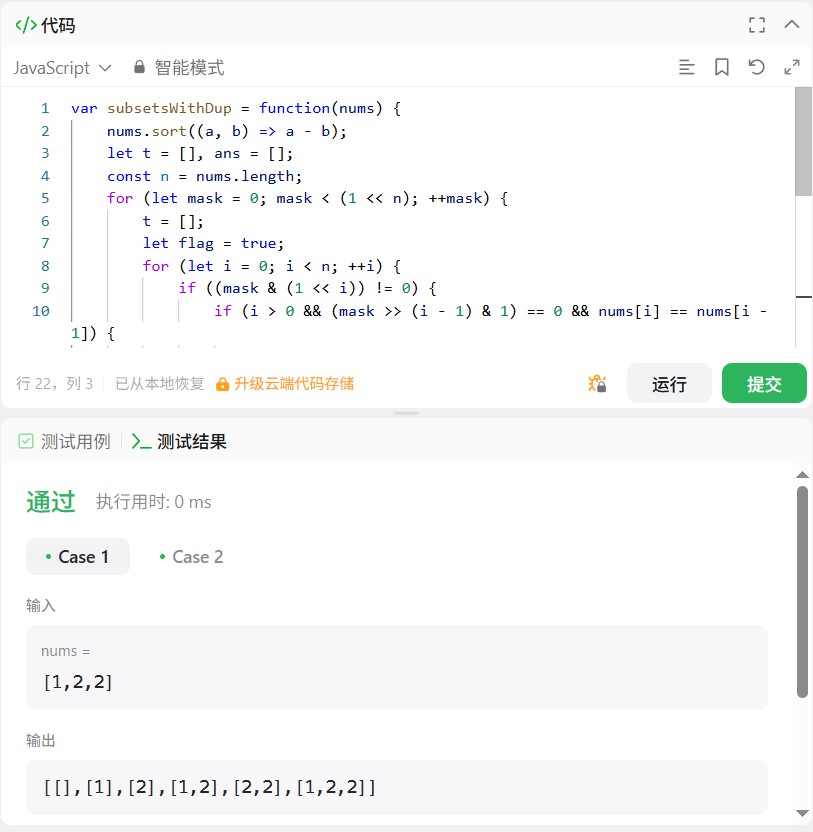 </> 代码
JavaScript 智能模式
1 var subsetsWithDup = function(nums) {
2 nums.sort((a, b) => a - b);
3 let t = [], ans = [];
4 const n = nums.length;
5 for (let mask = 0; mask < (1 << n); ++mask) {
6 t = [];
7 let flag = true;
8 for (let i = 0; i < n; ++i) {
9 if ((mask & (1 << i)) != 0) {
10 if (i > 0 && (mask >> (i - 1) & 1) == 0 && nums[i] == nums[i -
1]) {
行 22，列 3 已从本地恢复 升级云端代码存储 运行 提交
测试用例 测试结果
通过 执行用时: 0 ms
• Case 1 • Case 2
输入
nums =
[1,2,2]
输出
[[],[1],[2],[1,2],[2,2],[1,2,2]]